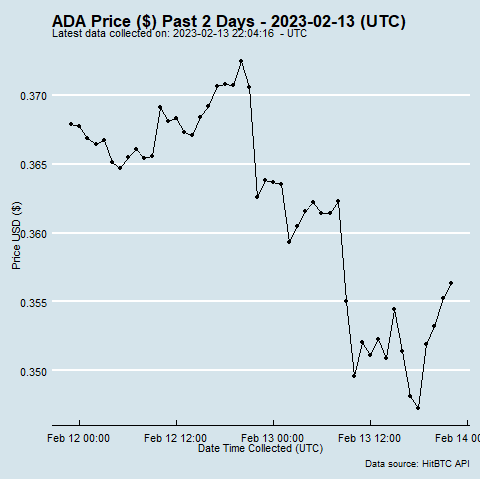 ADA Price ($) Past 2 Days - 2023-02-13 (UTC)
Latest data collected on: 2023-02-13 22:04:16 - UTC
0.370
0.365
0.360
0.355
0.350
Price USD ($)
Feb 12 00:00 Feb 12 12:00 Feb 13 00:00 Feb 13 12:00 Feb 14 00
Date Time Collected (UTC)
Data source: HitBTC API